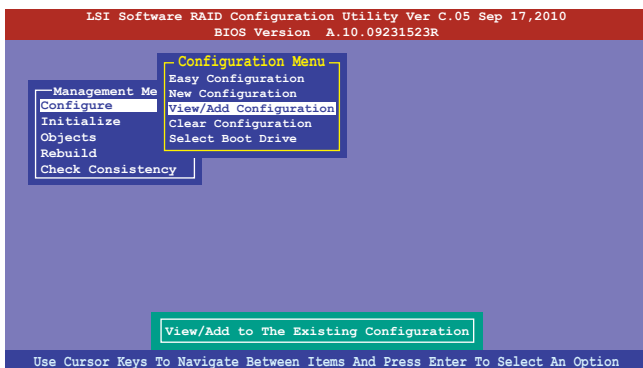 LSI Software RAID Configuration Utility Ver C.05 Sep 17,2010
BIOS Version A.10.09231523R
Configuration Menu
Easy Configuration
New Configuration
View/Add Configuration
Clear Configuration
Select Boot Drive
Management Me
Configure
Initialize
Objects
Rebuild
Check Consistency
View/Add to The Existing Configuration
Use Cursor Keys To Navigate Between Items And Press Enter To Select An Option